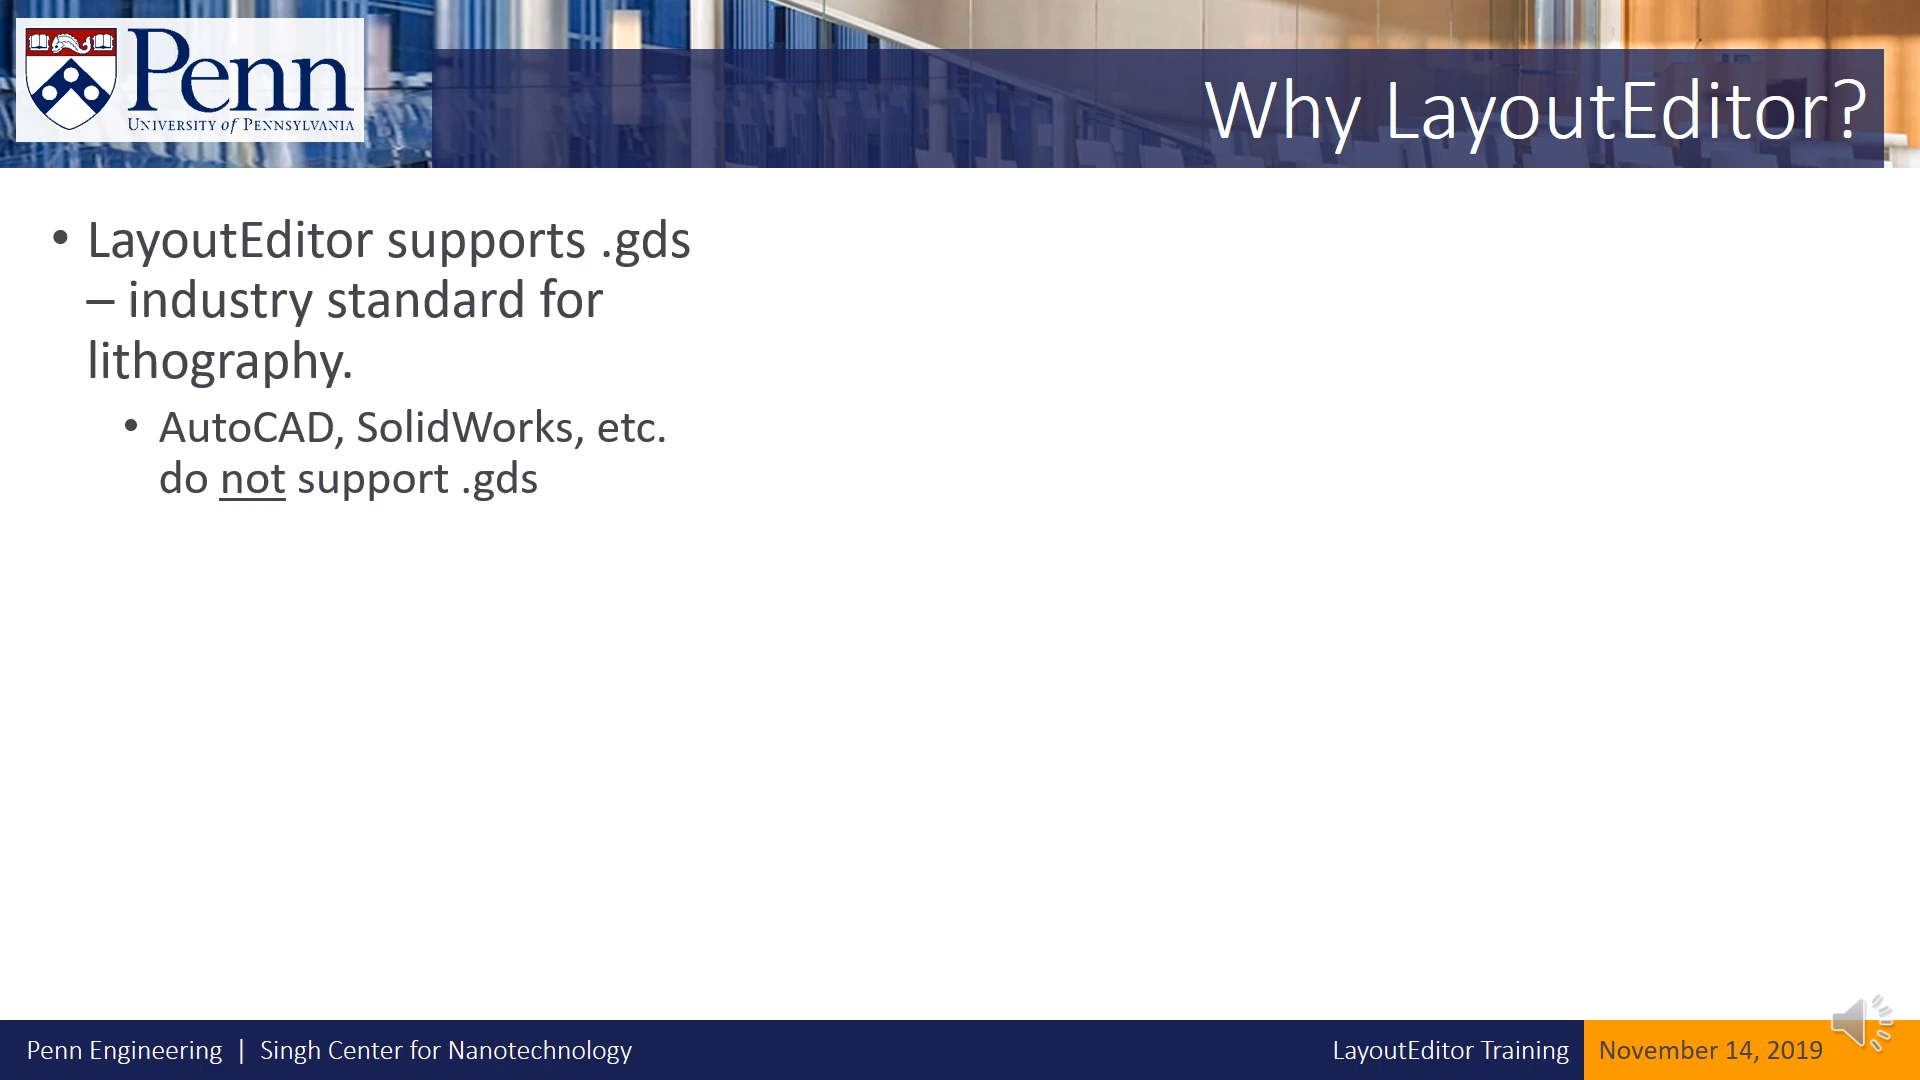 Penn
UNIVERSITY of PENNSYLVANIA
Why LayoutEditor?
• LayoutEditor supports .gds
– industry standard for
lithography.
• AutoCAD, SolidWorks, etc.
do not support .gds
Penn Engineering | Singh Center for Nanotechnology
LayoutEditor Training
November 14, 2019